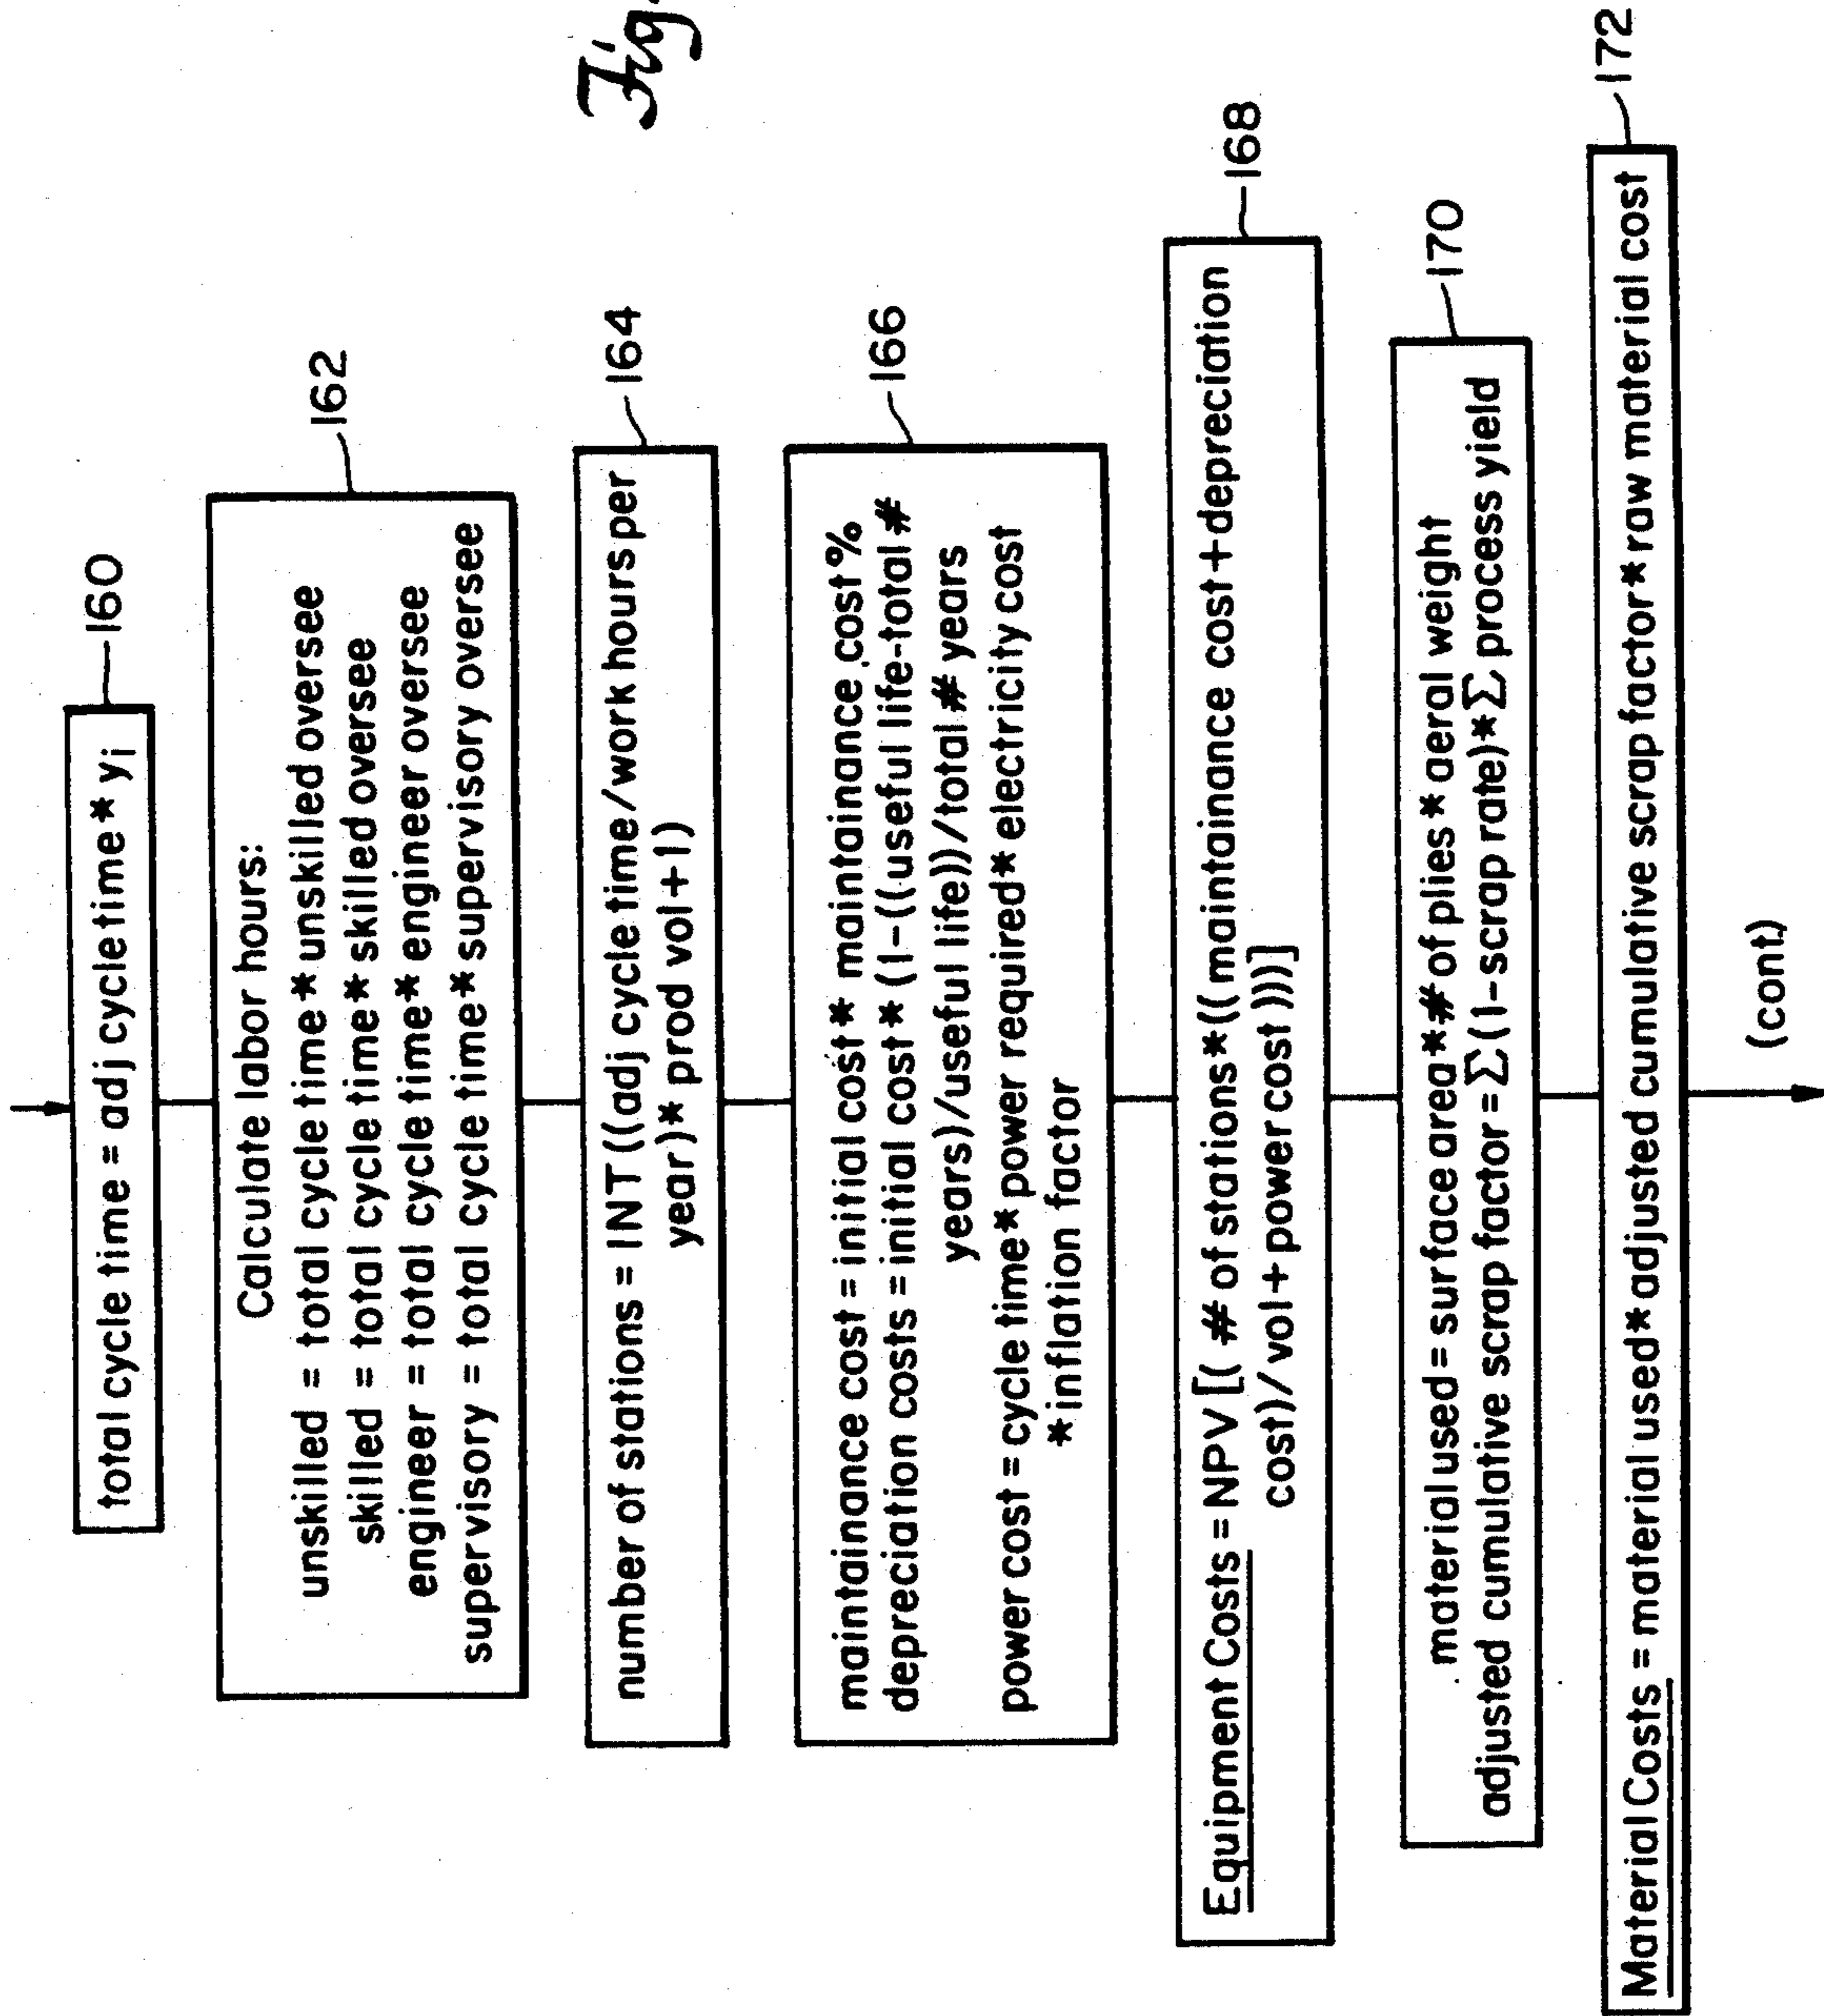 160
total cycle time = adj cycle time * yi
162
Calculate labor hours:
unskilled = total cycle time * unskilled oversee
skilled = total cycle time * skilled oversee
engineer = total cycle time * engineer oversee
supervisory = total cycle time * supervisory oversee
164
number of stations = INT ((adj cycle time / work hours per
year) * prod vol + 1)
166
maintainance cost = initial cost * maintainance cost %
depreciation costs = initial cost * (1-((useful life-total #
years)/useful life))/total # years
power cost = cycle time * power required * electricity cost
* inflation factor
168
Equipment Costs = NPV [( # of stations * (( maintainance cost + depreciation
cost)/vol + power cost )))]
170
material used = surface area * # of plies * aeral weight
adjusted cumulative scrap factor = ∑(1-scrap rate) * ∑ process yield
172
Material Costs = material used * adjusted cumulative scrap factor * raw material cost
(cont.)
Fig.